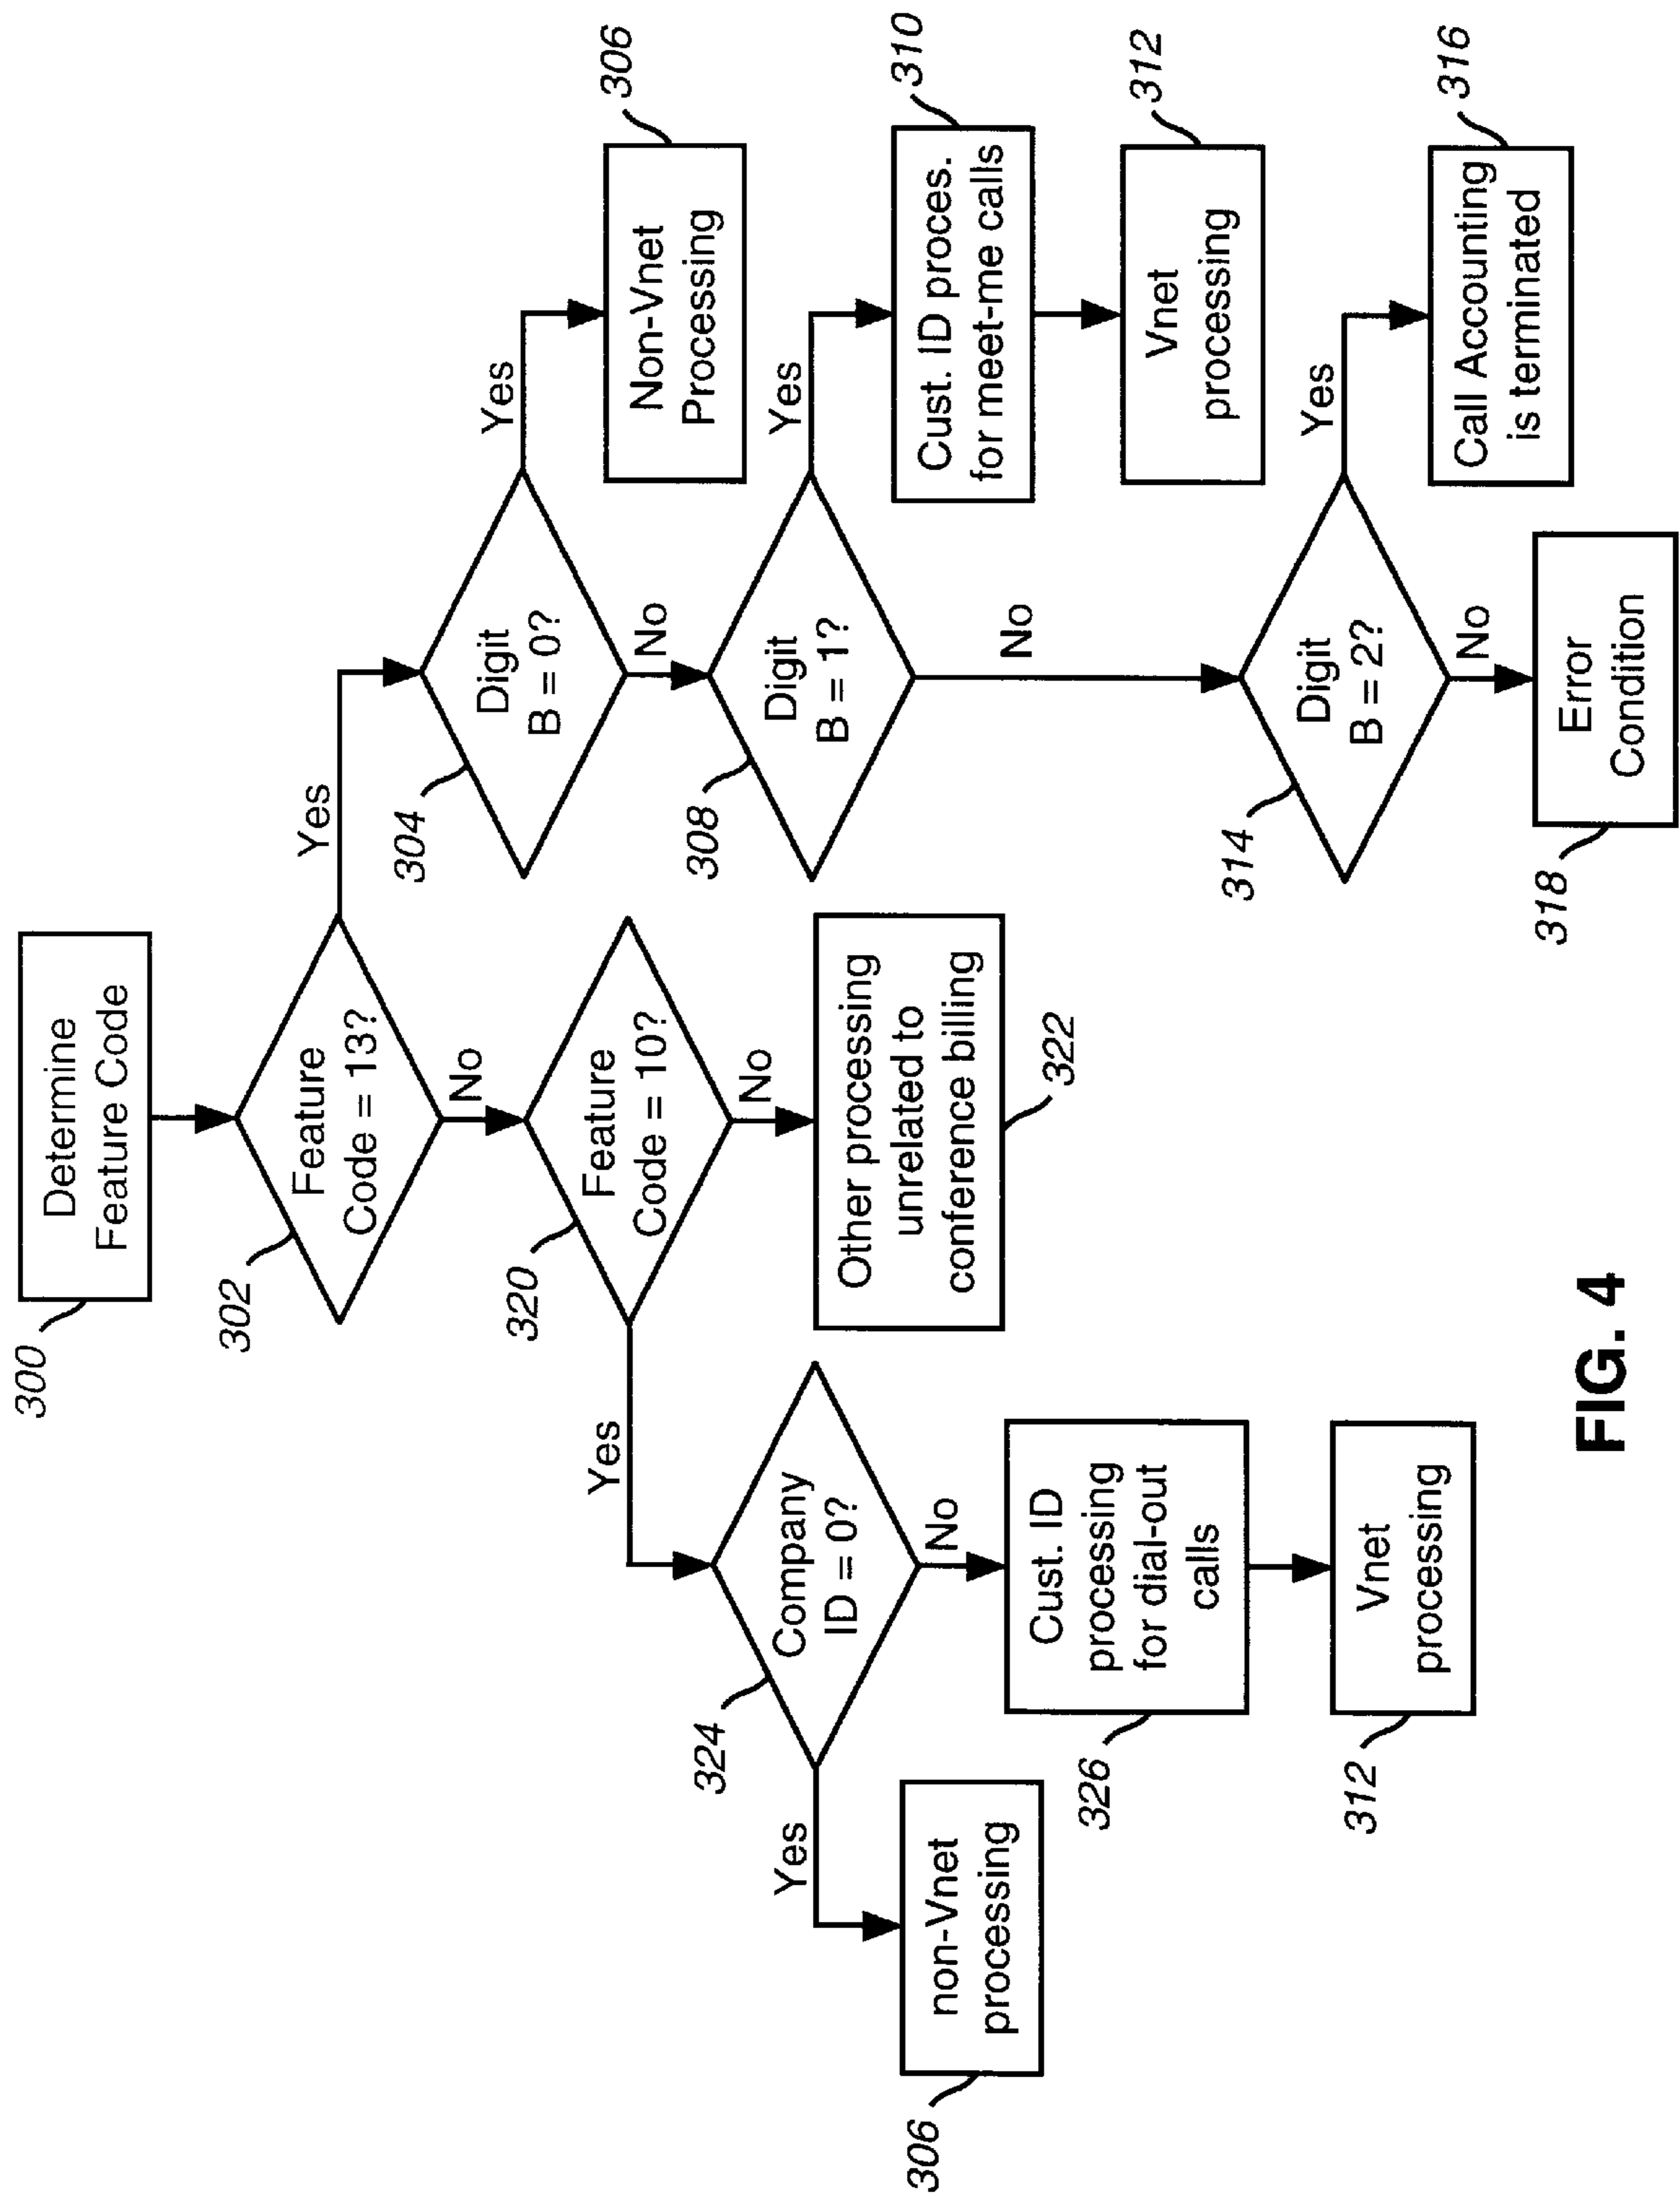 300
Determine
Feature Code
302
Feature
Code = 13?
Yes
No
304
Digit
B = 0?
Yes
No
306
Non-Vnet
Processing
308
Digit
B = 1?
Yes
No
310
Cust. ID proces.
for meet-me calls
312
Vnet
processing
314
Digit
B = 2?
Yes
No
316
Call Accounting
is terminated
318
Error
Condition
320
Feature
Code = 10?
Yes
No
322
Other processing
unrelated to
conference billing
324
Company
ID = 0?
Yes
No
306
non-Vnet
processing
326
Cust. ID
processing
for dial-out
calls
312
Vnet
processing
FIG. 4